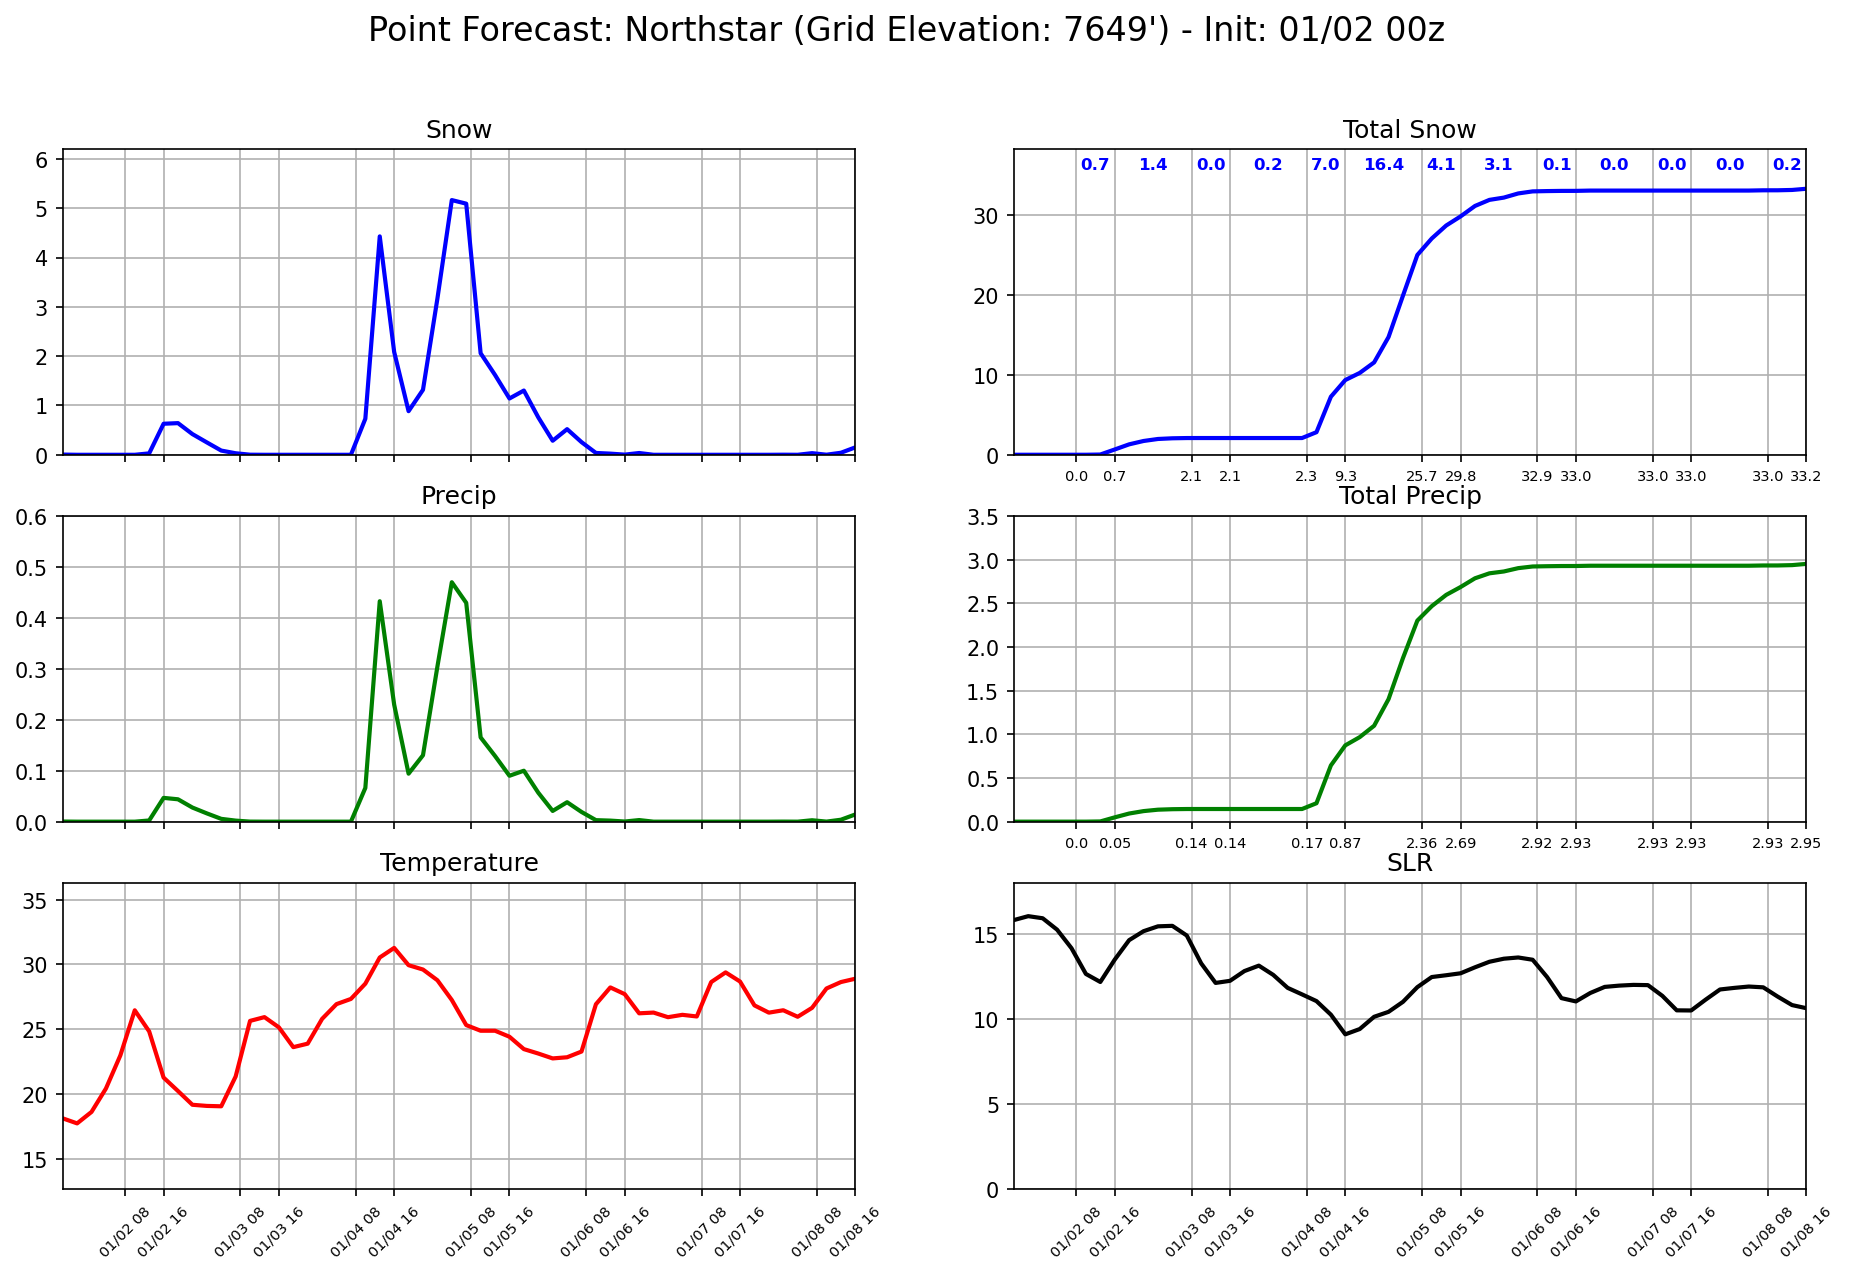 Point Forecast: Northstar (Grid Elevation: 7649') - Init: 01/02 00z
Snow
6
5
4
3
2
1
0
Total Snow
0.7 1.4 0.0 0.2 7.0 16.4 4.1 3.1 0.1 0.0 0.0 0.0 0.2
30
20
10
0
0.0 0.7 2.1 2.1 2.3 9.3 25.7 29.8 32.9 33.0 33.0 33.0 33.0 33.2
Precip
0.6
0.5
0.4
0.3
0.2
0.1
0.0
Total Precip
3.5
3.0
2.5
2.0
1.5
1.0
0.5
0.0
0.0 0.05 0.14 0.14 0.17 0.87 2.36 2.69 2.92 2.93 2.93 2.93 2.93 2.95
Temperature
35
30
25
20
15
01/02 08 01/02 16 01/03 08 01/03 16 01/04 08 01/04 16 01/05 08 01/05 16 01/06 08 01/06 16 01/07 08 01/07 16 01/08 08 01/08 16
SLR
15
10
5
0
01/02 08 01/02 16 01/03 08 01/03 16 01/04 08 01/04 16 01/05 08 01/05 16 01/06 08 01/06 16 01/07 08 01/07 16 01/08 08 01/08 16